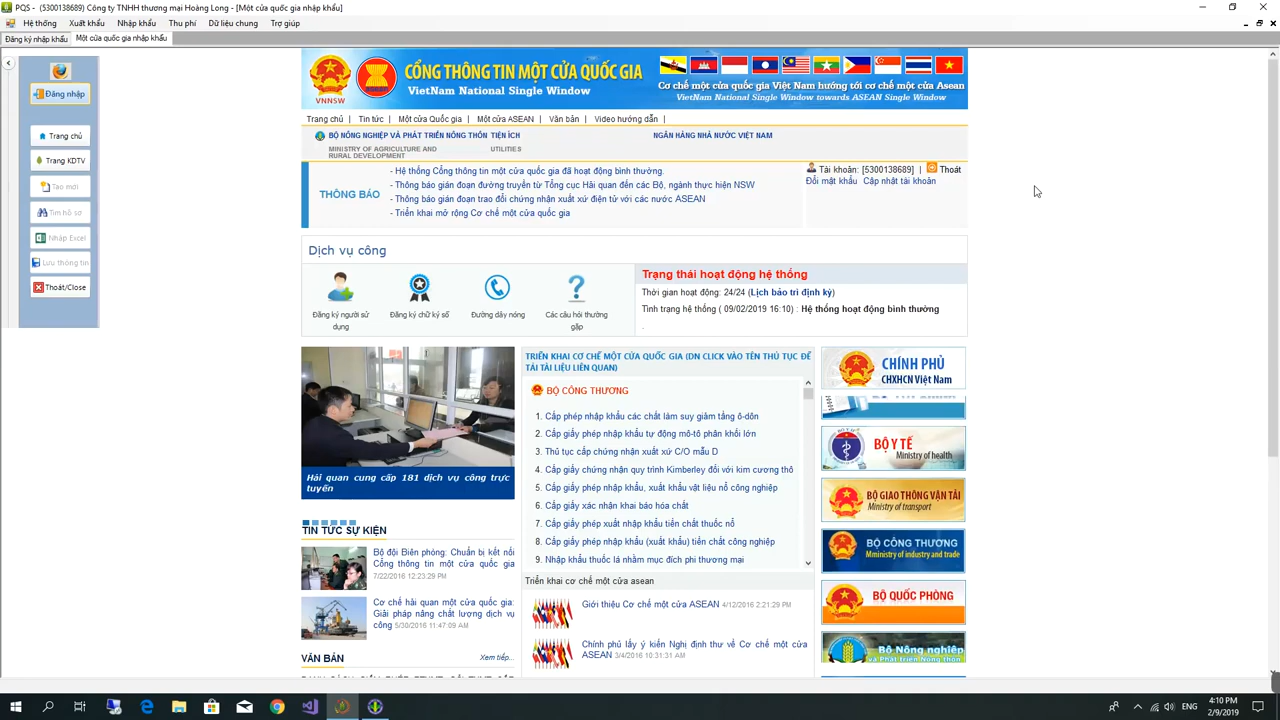 PQS - (5300138689) Công ty TNHH thương mại Hoàng Long - [Một cửa quốc gia nhập khẩu]
Hệ thống Xuất khẩu Nhập khẩu Thu phí Dữ liệu chung Trợ giúp
Đăng ký nhập khẩu Một cửa quốc gia nhập khẩu
Đăng nhập
Trang chủ
Trang KDTV
Tạo mới
Tìm hồ sơ
Nhập Excel
Lưu thông tin
Thoát/Close
VNNSW
CỔNG THÔNG TIN MỘT CỬA QUỐC GIA
VietNam National Single Window
Cơ chế một cửa quốc gia Việt Nam hướng tới cơ chế một cửa Asean
VietNam National Single Window towards ASEAN Single Window
Trang chủ | Tin tức | Một cửa Quốc gia | Một cửa ASEAN | Văn bản | Video hướng dẫn |
BỘ NÔNG NGHIỆP VÀ PHÁT TRIỂN NÔNG THÔN
MINISTRY OF AGRICULTURE AND
RURAL DEVELOPMENT
TIỆN ÍCH
UTILITIES
NGÂN HÀNG NHÀ NƯỚC VIỆT NAM
THÔNG BÁO
- Hệ thống Cổng thông tin một cửa quốc gia đã hoạt động bình thường.
- Thông báo gián đoạn đường truyền từ Tổng cục Hải quan đến các Bộ, ngành thực hiện NSW
- Thông báo gián đoạn trao đổi chứng nhận xuất xứ điện tử với các nước ASEAN
- Triển khai mở rộng Cơ chế một cửa quốc gia
Tài khoản: [5300138689] | Thoát
Đổi mật khẩu Cập nhật tài khoản
Dịch vụ công
Đăng ký người sử
dụng
Đăng ký chữ ký số
Đường dây nóng
Các câu hỏi thường
gặp
Trạng thái hoạt động hệ thống
Thời gian hoạt động: 24/24 (Lịch bảo trì định kỳ)
Tình trạng hệ thống ( 09/02/2019 16:10) : Hệ thống hoạt động bình thường
Hải quan cung cấp 181 dịch vụ công trực
tuyến
TIN TỨC SỰ KIỆN
Bộ đội Biên phòng: Chuẩn bị kết nối
Cổng thông tin một cửa quốc gia
7/22/2016 12:23:29 PM
Cơ chế hải quan một cửa quốc gia:
Giải pháp nâng chất lượng dịch vụ
công 5/30/2016 11:47:09 AM
VĂN BẢN
Xem tiếp...
TRIỂN KHAI CƠ CHẾ MỘT CỬA QUỐC GIA (DN CLICK VÀO TÊN THỦ TỤC ĐỂ
TẢI TÀI LIỆU LIÊN QUAN)
BỘ CÔNG THƯƠNG
1. Cấp phép nhập khẩu các chất làm suy giảm tầng ô-dôn
2. Cấp giấy phép nhập khẩu tự động mô-tô phân khối lớn
3. Thủ tục cấp chứng nhận xuất xứ C/O mẫu D
4. Cấp giấy chứng nhận quy trình Kimberley đối với kim cương thô
5. Cấp giấy phép nhập khẩu, xuất khẩu vật liệu nổ công nghiệp
6. Cấp giấy xác nhận khai báo hóa chất
7. Cấp giấy phép xuất nhập khẩu tiền chất thuốc nổ
8. Cấp giấy phép nhập khẩu (xuất khẩu) tiền chất công nghiệp
9. Nhập khẩu thuốc lá nhằm mục đích phi thương mại
Triển khai cơ chế một cửa asean
Giới thiệu Cơ chế một cửa ASEAN 4/12/2016 2:21:29 PM
Chính phủ lấy ý kiến Nghị định thư về Cơ chế một cửa
ASEAN 3/4/2016 10:31:31 AM
CHÍNH PHỦ
CHXHCN Việt Nam
BỘ Y TẾ
Ministry of health
BỘ GIAO THÔNG VẬN TẢI
Ministry of transport
BỘ CÔNG THƯƠNG
Mministry of industry and trade
BỘ QUỐC PHÒNG
Bộ Nông nghiệp
và Phát triển Nông thôn
ENG
4:10 PM
2/9/2019